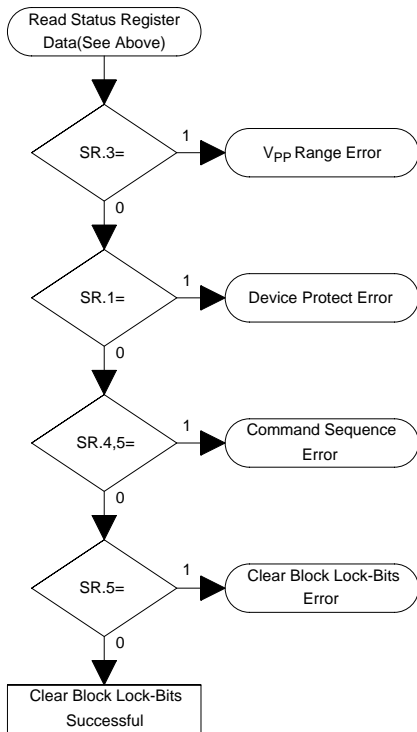 Read Status Register
Data(See Above)
SR.3=
1
VPP Range Error
0
SR.1=
1
Device Protect Error
0
SR.4,5=
1
Command Sequence
Error
0
SR.5=
1
Clear Block Lock-Bits
Error
0
Clear Block Lock-Bits
Successful